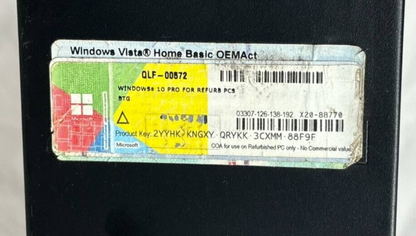 Windows Vista® Home Basic OEMAct
QLF-00572
WINDOWS® 10 PRO FOR REFURB PCS
BTG
03307-126-138-192 X20-88770
Product Key: 2YYHK-KNGXY-QRYKK-3CXMM-88F9F
Microsoft COA for use on Refurbished PC only - No Commercial value